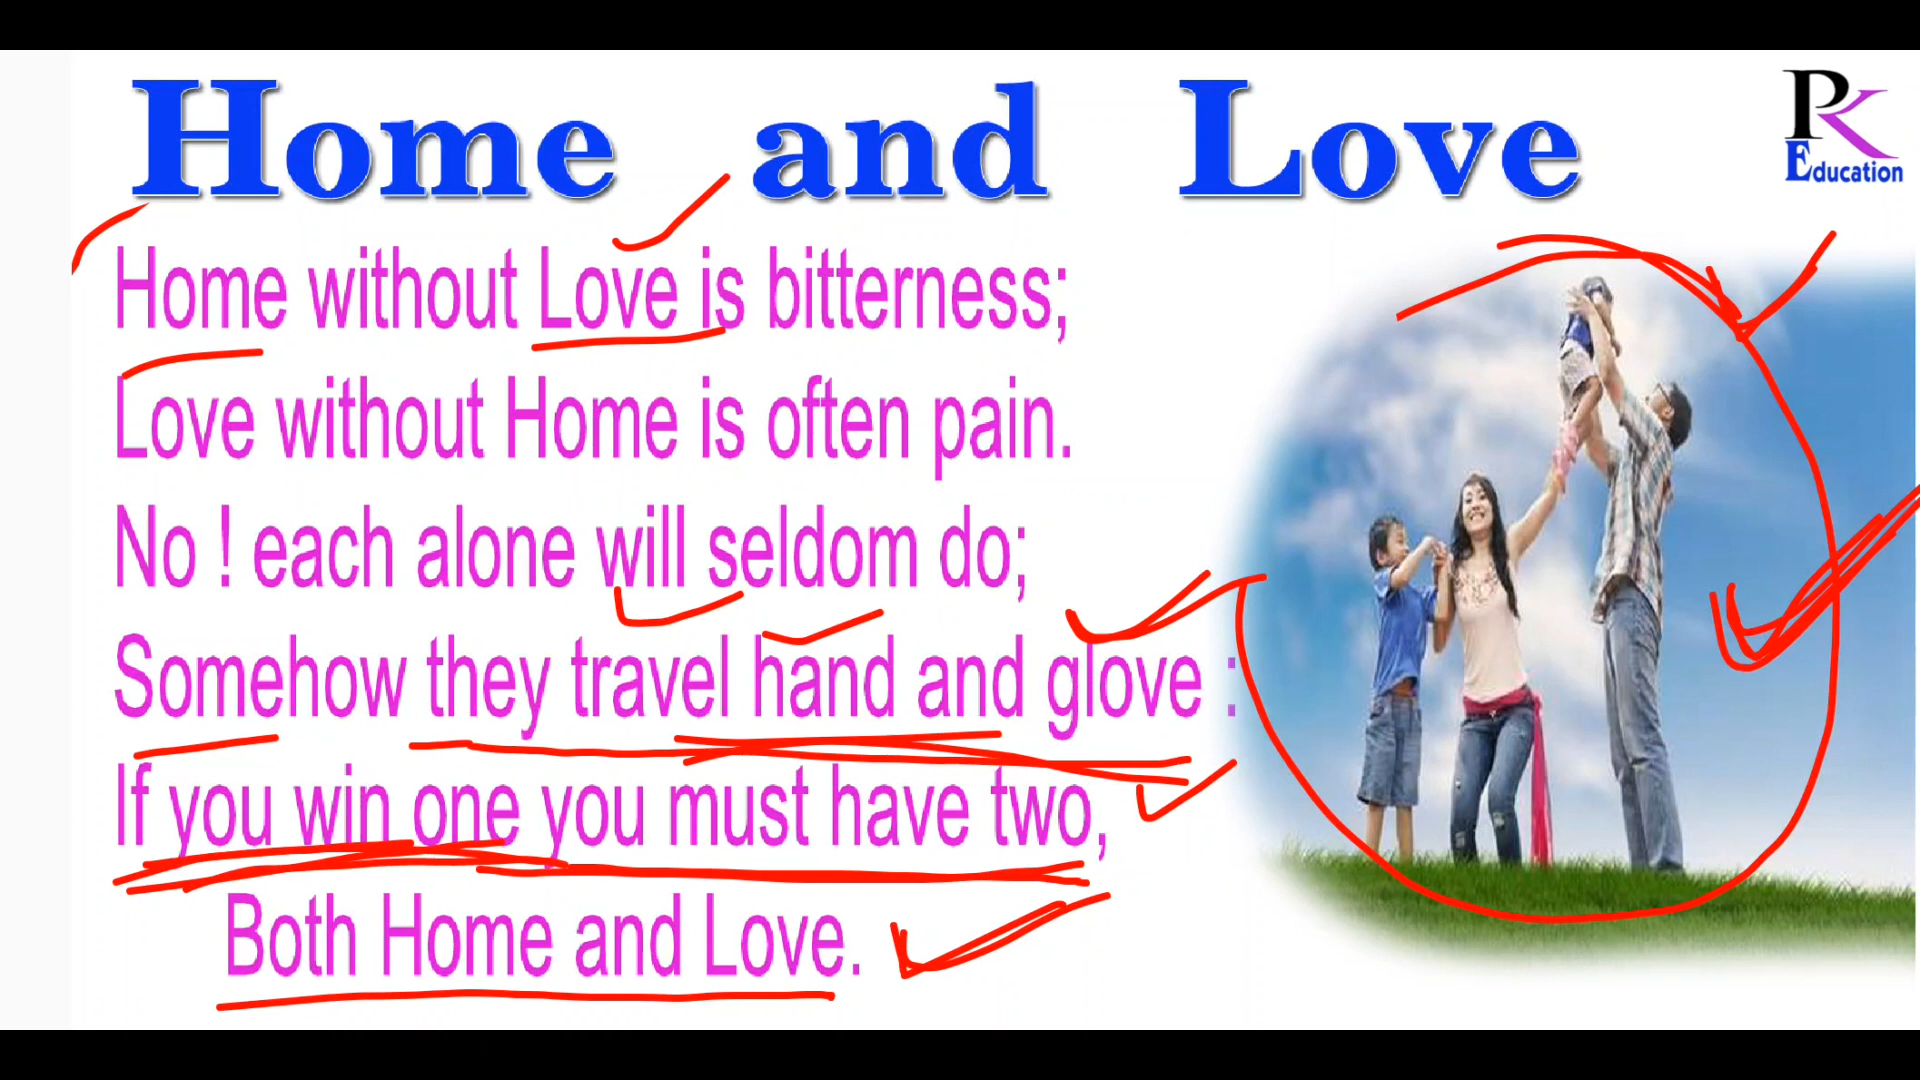 Home and Love
PK
Education
Home without Love is bitterness;
Love without Home is often pain.
No ! each alone will seldom do;
Somehow they travel hand and glove :
If you win one you must have two,
Both Home and Love.